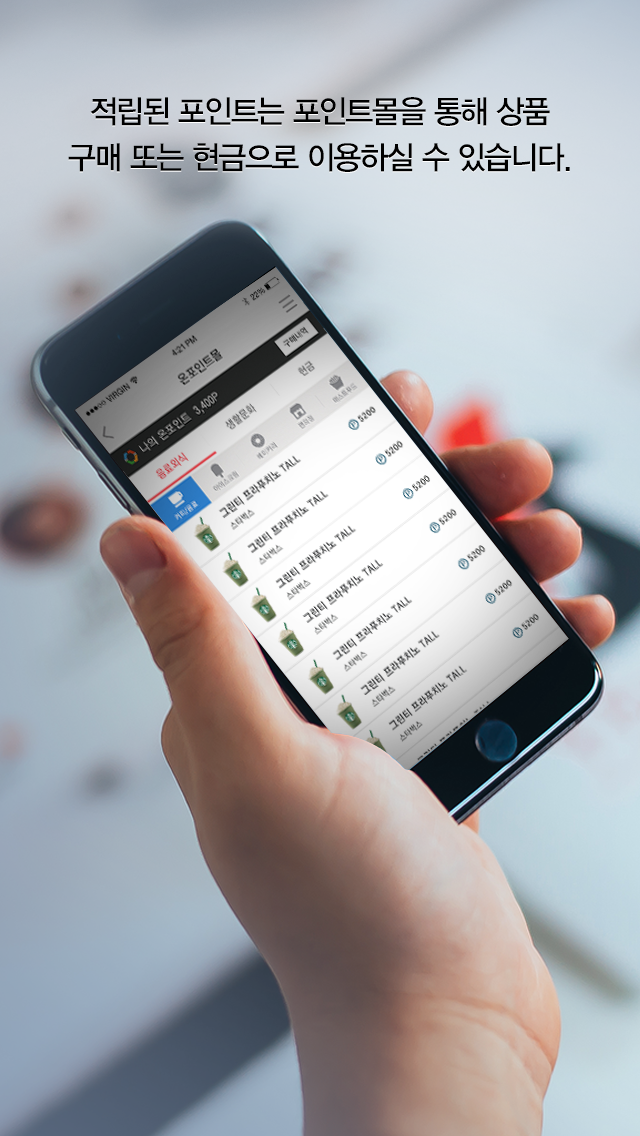 적립된 포인트는 포인트몰을 통해 상품
구매 또는 현금으로 이용하실 수 있습니다.
VIRGIN 4:21 PM 22%
온포인트몰
나의 온포인트 3,400P 구매내역
음료외식 생활문화 현금
커피/음료 아이스크림 베이커리 편의점 패스트푸드
그린티 프라푸치노 TALL 5200
스타벅스
그린티 프라푸치노 TALL 5200
스타벅스
그린티 프라푸치노 TALL 5200
스타벅스
그린티 프라푸치노 TALL 5200
스타벅스
그린티 프라푸치노 TALL 5200
스타벅스
그린티 프라푸치노 TALL 5200
스타벅스
그린티 프라푸치노 TALL 5200
스타벅스